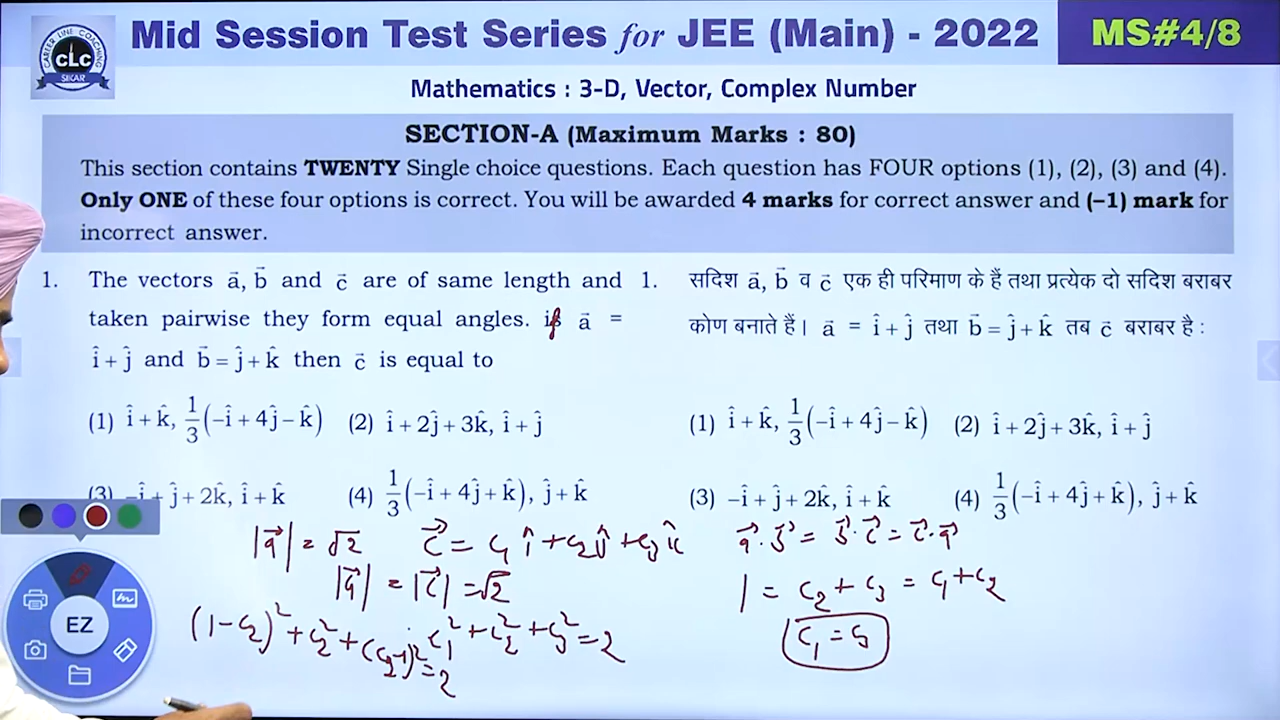 CAREER LINE COACHING
CLC
SIKAR
Mid Session Test Series for JEE (Main) - 2022
MS#4/8
Mathematics : 3-D, Vector, Complex Number
SECTION-A (Maximum Marks : 80)
This section contains TWENTY Single choice questions. Each question has FOUR options (1), (2), (3) and (4).
Only ONE of these four options is correct. You will be awarded 4 marks for correct answer and (–1) mark for
incorrect answer.
1. The vectors a⃗, b⃗ and c⃗ are of same length and
taken pairwise they form equal angles. if a⃗ =
î + ĵ and b⃗ = ĵ + k̂ then c⃗ is equal to
(1) î + k̂, 1/3(–î + 4ĵ – k̂) (2) î + 2ĵ + 3k̂, î + ĵ
(3) –î + ĵ + 2k̂, î + k̂ (4) 1/3(–î + 4ĵ + k̂), ĵ + k̂
1. सदिश a⃗, b⃗ व c⃗ एक ही परिमाण के हैं तथा प्रत्येक दो सदिश बराबर
कोण बनाते हैं। a⃗ = î + ĵ तथा b⃗ = ĵ + k̂ तब c⃗ बराबर है :
(1) î + k̂, 1/3(–î + 4ĵ – k̂) (2) î + 2ĵ + 3k̂, î + ĵ
(3) –î + ĵ + 2k̂, î + k̂ (4) 1/3(–î + 4ĵ + k̂), ĵ + k̂
|a⃗| = √2 c⃗ = c₁î + c₂ĵ + c₃k̂ a⃗·b⃗ = b⃗·c⃗ = c⃗·a⃗
|a⃗| = |c⃗| = √2 1 = c₂ + c₃ = c₁ + c₂
c₁² + c₂² + c₃² = 2 c₁ = c₃
(1 – c₂)² + c₂² + (c₂–1)² = 2
EZ